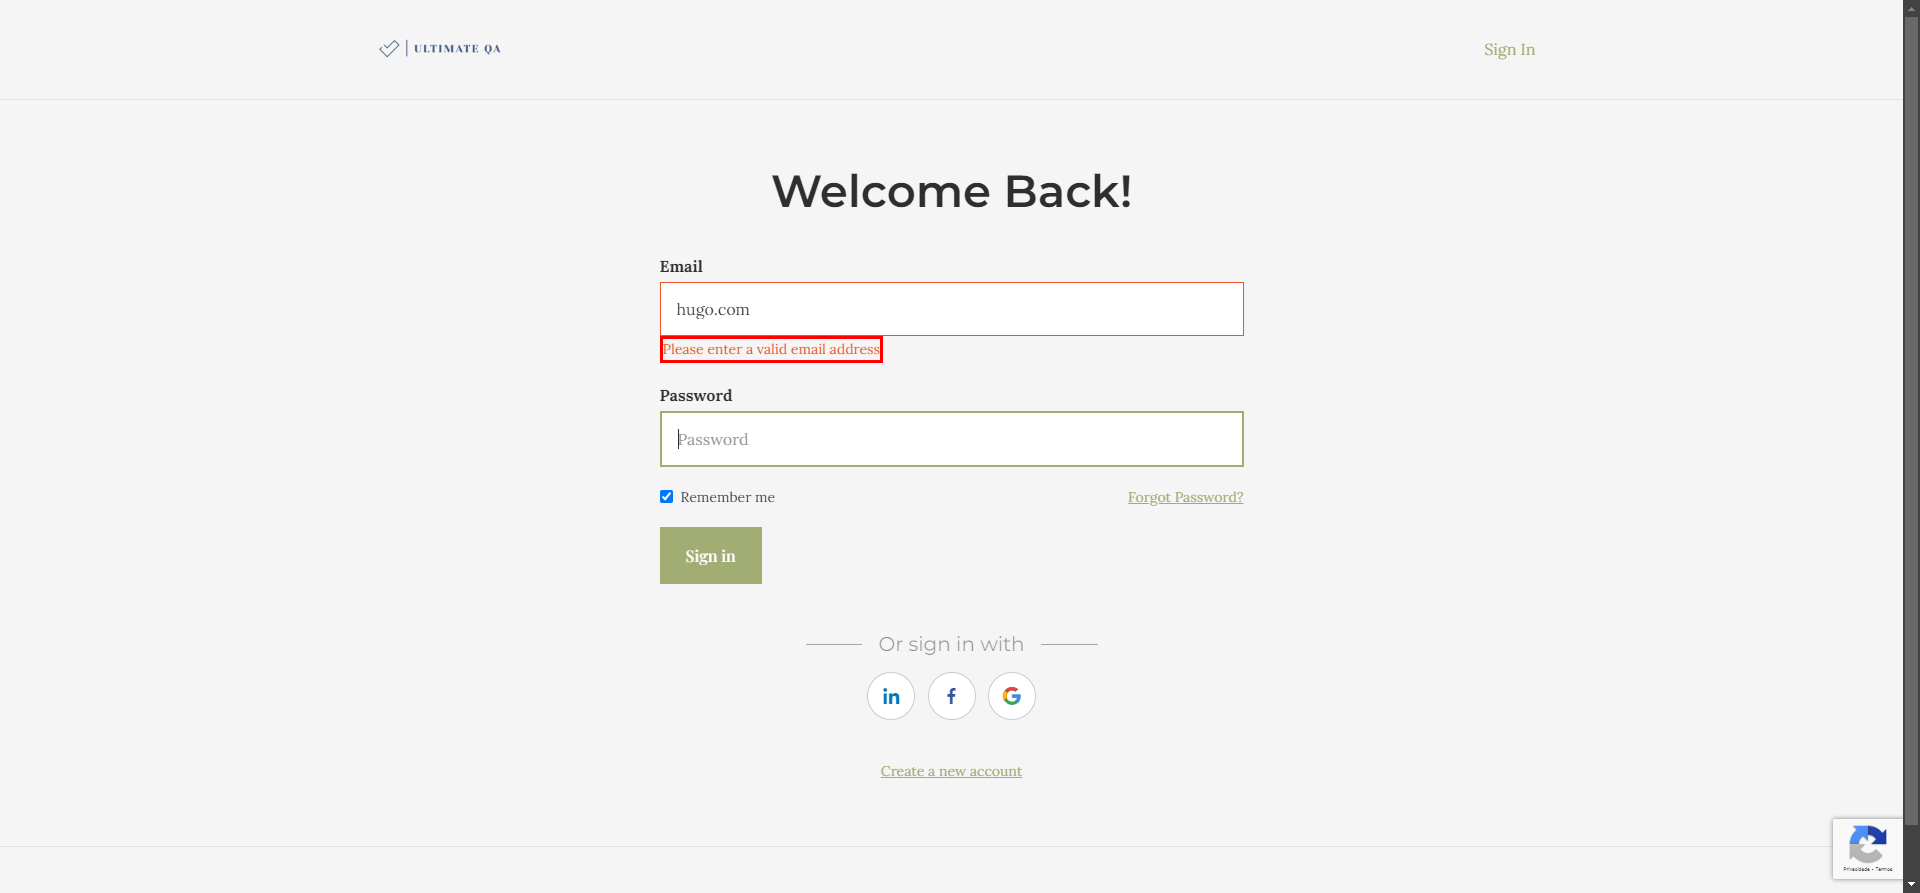 ULTIMATE QA
Sign In
Welcome Back!
Email
hugo.com
Please enter a valid email address
Password
Password
Remember me
Forgot Password?
Sign in
Or sign in with
Create a new account
Privacidade - Termos